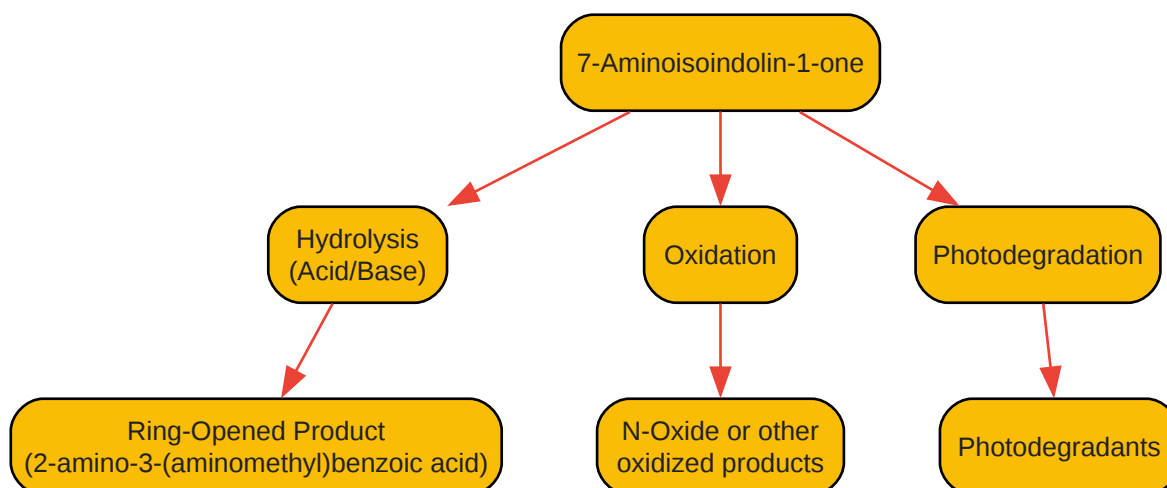 7-Aminoisoindolin-1-one
Hydrolysis
(Acid/Base)
Oxidation
Photodegradation
Ring-Opened Product
(2-amino-3-(aminomethyl)benzoic acid)
N-Oxide or other
oxidized products
Photodegradants